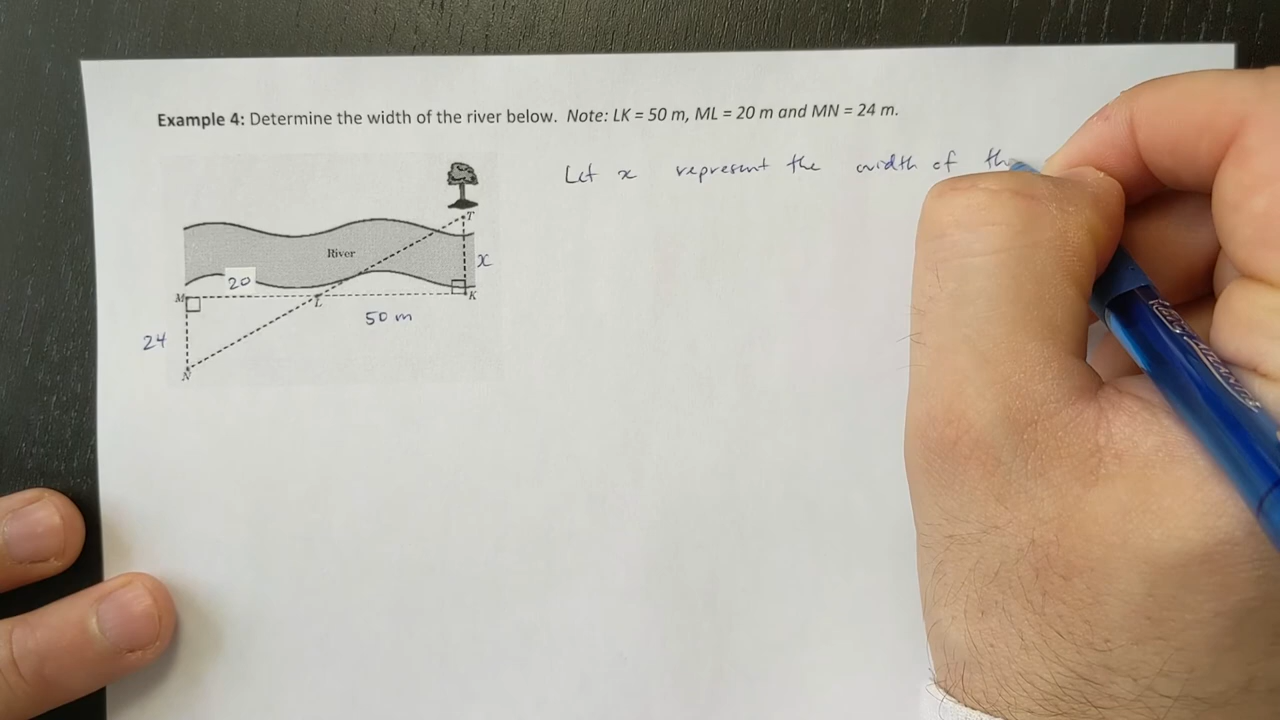 Example 4: Determine the width of the river below. Note: LK = 50 m, ML = 20 m and MN = 24 m.
Let x represent the width of th
T
River
x
20
M
L
K
50 m
24
N